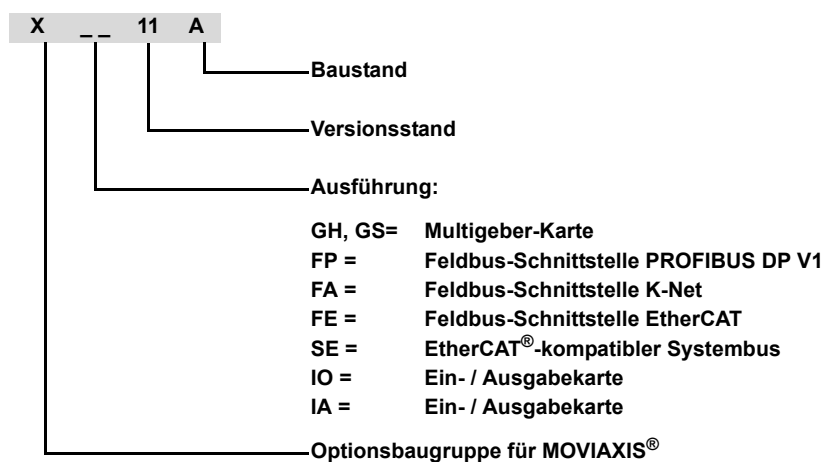 X _ _ 11 A
Baustand
Versionsstand
Ausführung:
GH, GS= Multigeber-Karte
FP = Feldbus-Schnittstelle PROFIBUS DP V1
FA = Feldbus-Schnittstelle K-Net
FE = Feldbus-Schnittstelle EtherCAT
SE = EtherCAT®-kompatibler Systembus
IO = Ein- / Ausgabekarte
IA = Ein- / Ausgabekarte
Optionsbaugruppe für MOVIAXIS®